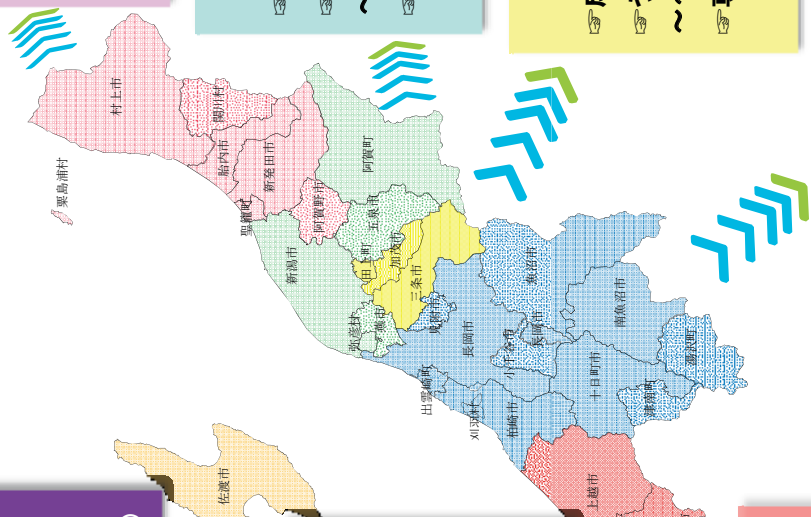 村上市
関川村
粟島浦村
胎内市
新発田市
阿賀町
聖籠町
阿賀野市
五泉市
新潟市
田上町
加茂市
三条市
魚沼市
弥彦村
燕市
見附市
長岡市
小千谷市
長岡市
南魚沼市
出雲崎町
十日町市
湯沢町
刈羽村
柏崎市
津南町
佐渡市
上越市